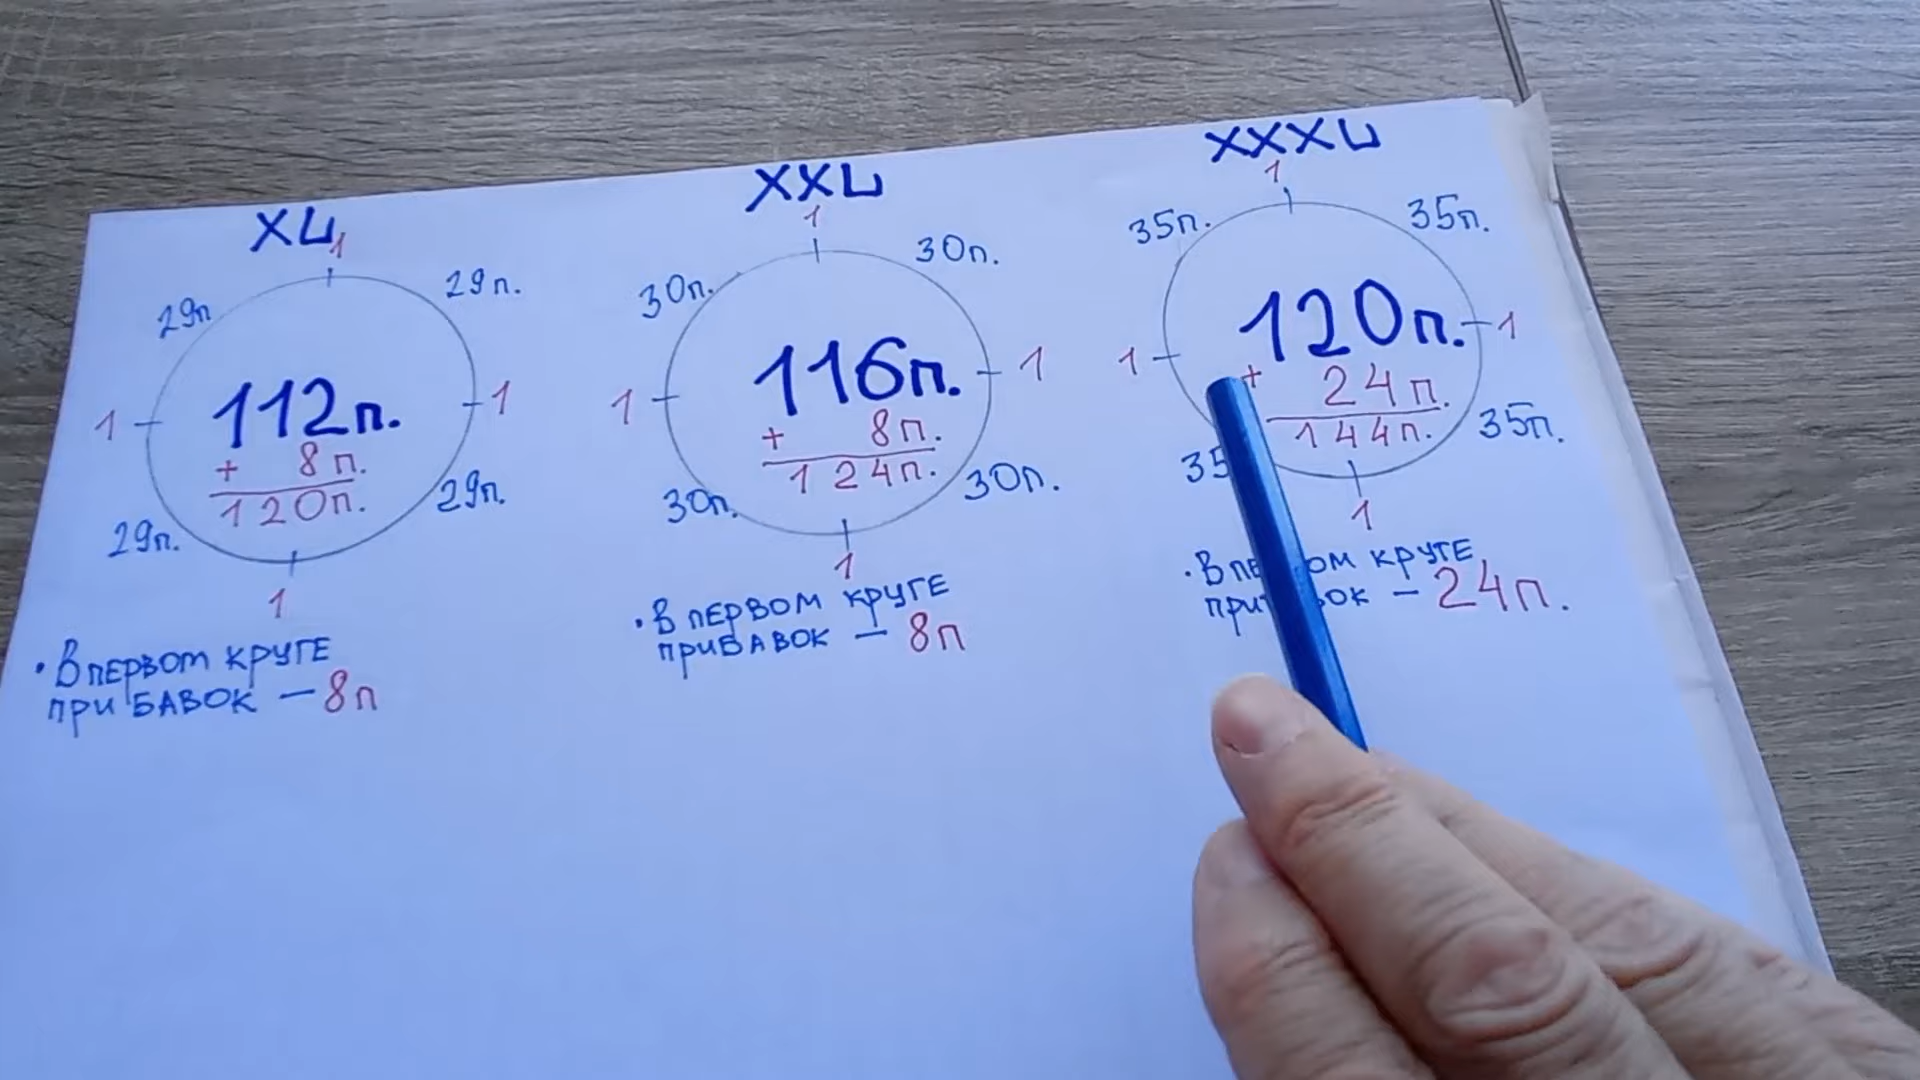 XL
1
29п
29п.
112п.
+ 8п.
120п.
1
1
29п.
29п.
1
• В первом круге
прибавок – 8п
XXL
1
30п.
30п.
116п.
+ 8п.
124п.
1
1
30п.
30п.
1
• В первом круге
прибавок – 8п
XXXL
1
35п.
35п.
120п.
+ 24п.
144п.
1
1
35
35п.
1
• круге
– 24п.